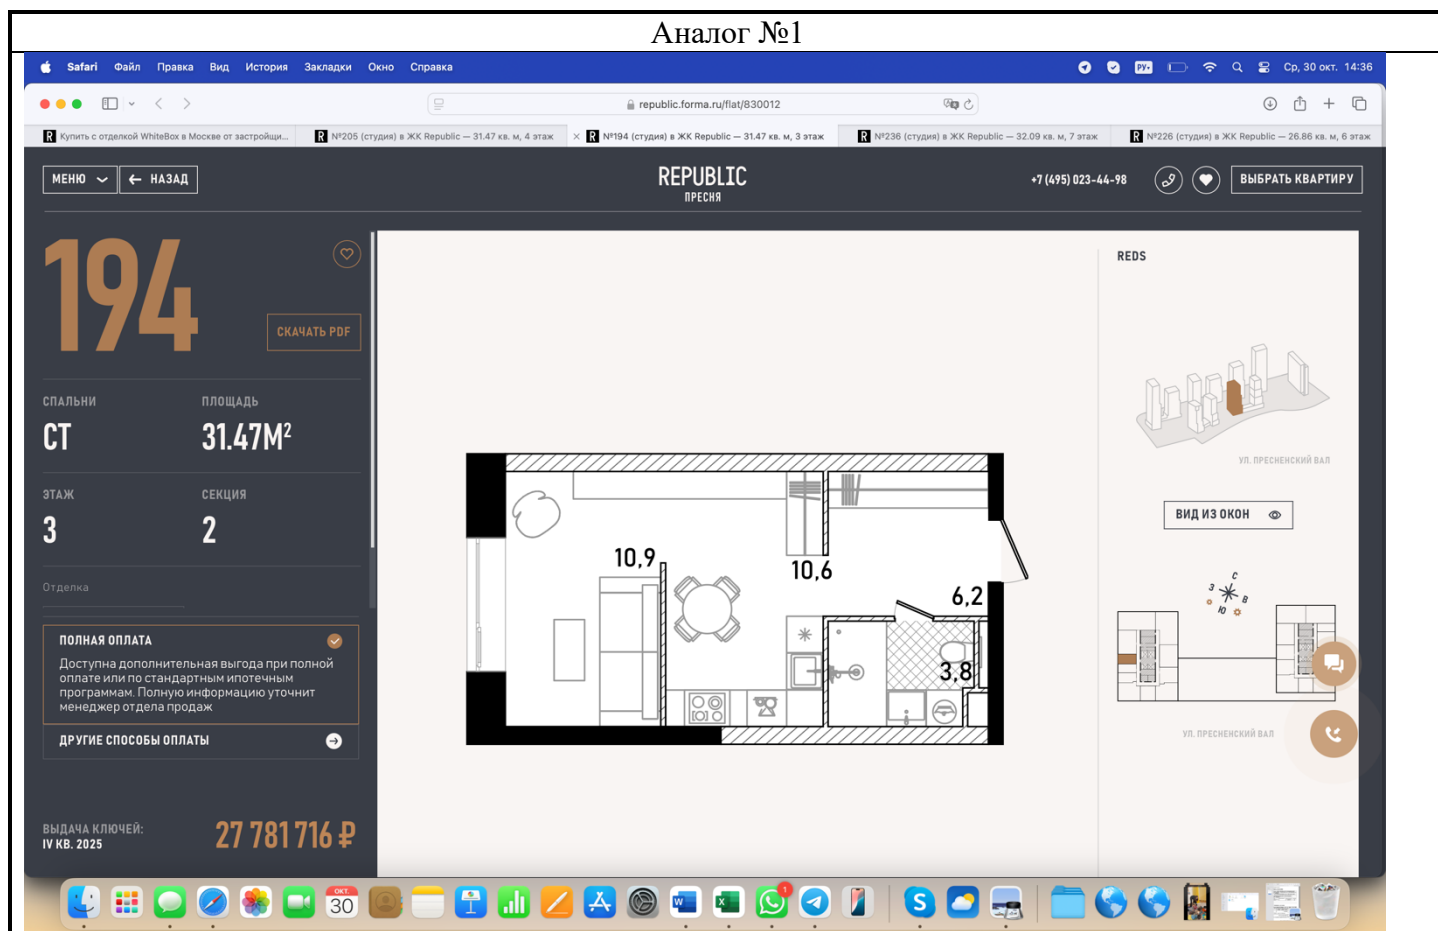 Аналог №1
Safari Файл Правка Вид История Закладки Окно Справка
РУ Ср, 30 окт. 14:36
republic.forma.ru/flat/830012
R Купить с отделкой WhiteBox в Москве от застройщи...
R №205 (студия) в ЖК Republic — 31.47 кв. м, 4 этаж
R №194 (студия) в ЖК Republic — 31.47 кв. м, 3 этаж
R №236 (студия) в ЖК Republic — 32.09 кв. м, 7 этаж
R №226 (студия) в ЖК Republic — 26.86 кв. м, 6 этаж
МЕНЮ
НАЗАД
REPUBLIC
ПРЕСНЯ
+7 (495) 023-44-98
ВЫБРАТЬ КВАРТИРУ
194
СКАЧАТЬ PDF
СПАЛЬНИ ПЛОЩАДЬ
СТ 31.47М²
ЭТАЖ СЕКЦИЯ
3 2
Отделка
ПОЛНАЯ ОПЛАТА
Доступна дополнительная выгода при полной
оплате или по стандартным ипотечным
программам. Полную информацию уточнит
менеджер отдела продаж
ДРУГИЕ СПОСОБЫ ОПЛАТЫ
ВЫДАЧА КЛЮЧЕЙ:
IV КВ. 2025
27 781 716 ₽
10,9
10,6
6,2
3,8
REDS
УЛ. ПРЕСНЕНСКИЙ ВАЛ
ВИД ИЗ ОКОН
С
З
В
Ю
УЛ. ПРЕСНЕНСКИЙ ВАЛ
ОКТ.
30
W
X
1
S